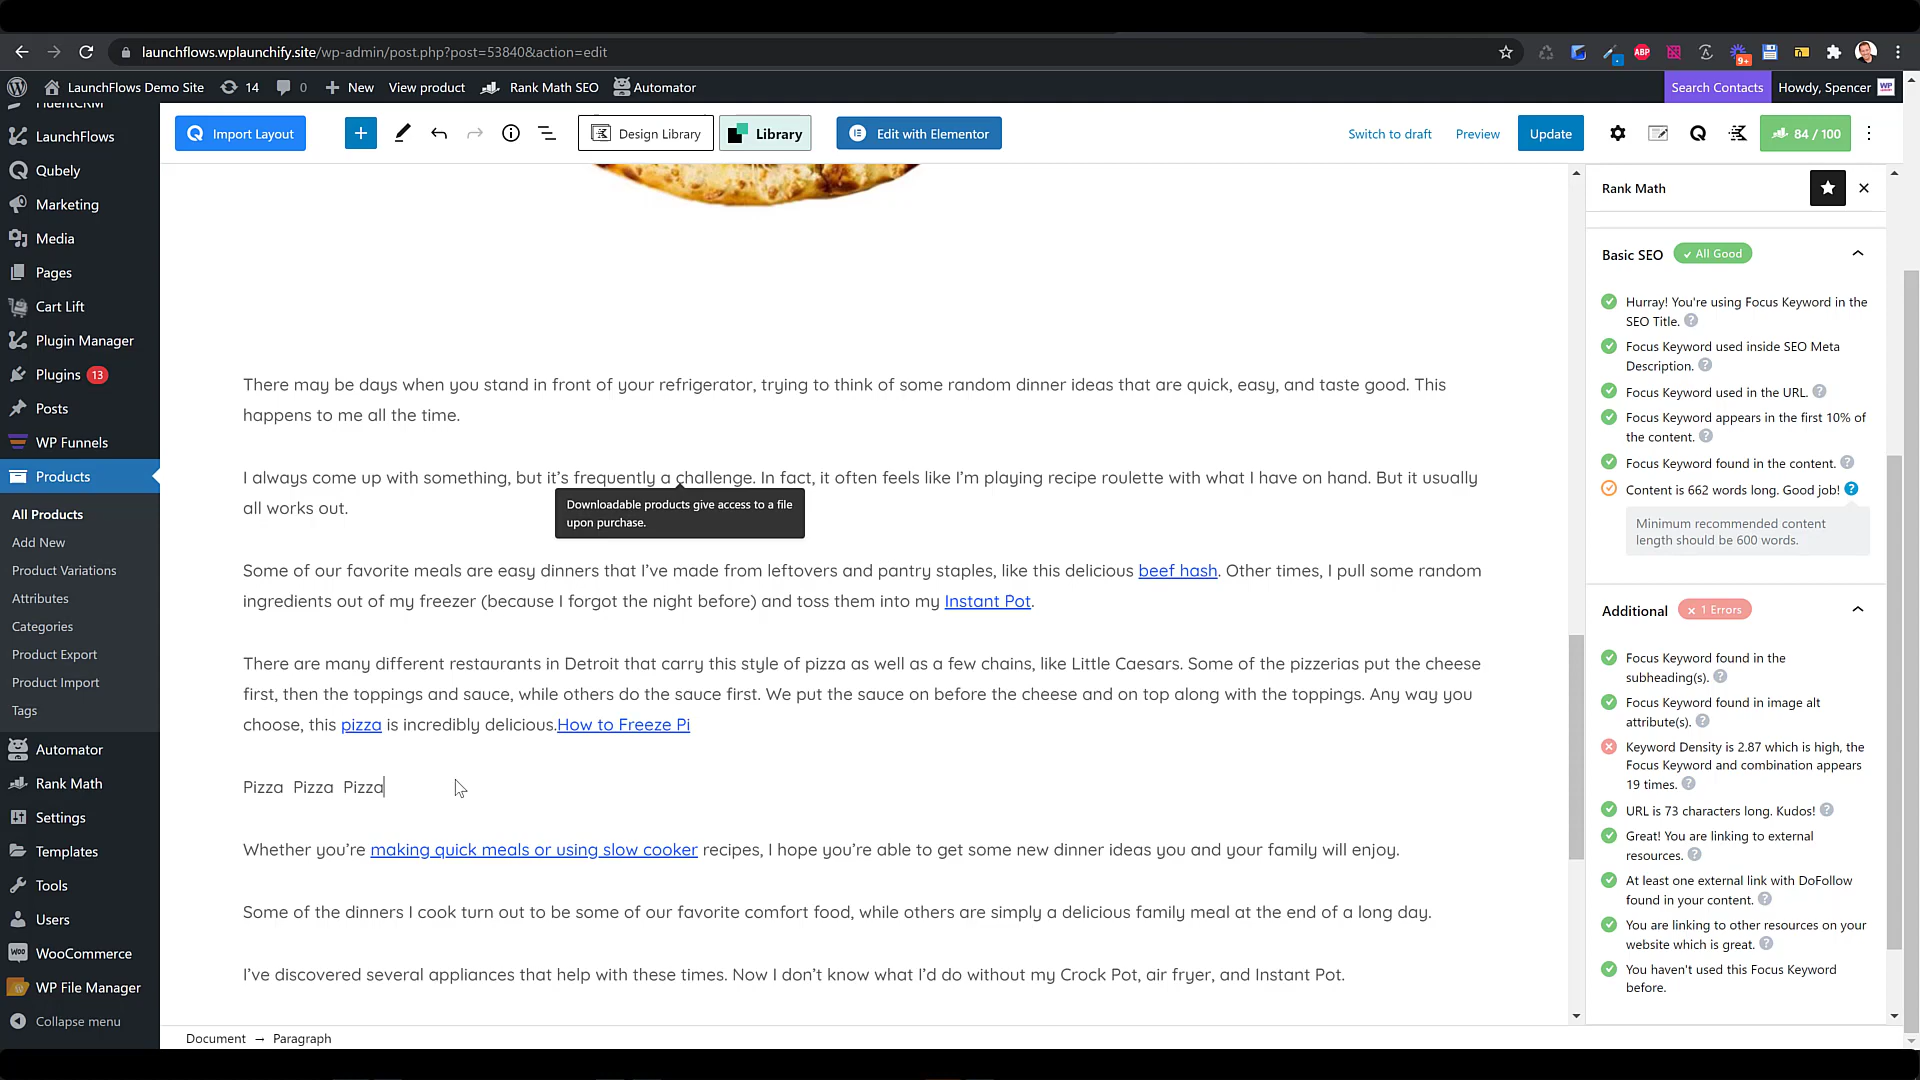 launchflows.wplaunchify.site/wp-admin/post.php?post=53840&action=edit
ABP
9+
LaunchFlows Demo Site
14
0
New
View product
Rank Math SEO
Automator
Search Contacts
Howdy, Spencer
FluentCRM
LaunchFlows
Qubely
Marketing
Media
Pages
Cart Lift
Plugin Manager
Plugins 13
Posts
WP Funnels
Products
All Products
Add New
Product Variations
Attributes
Categories
Product Export
Product Import
Tags
Automator
Rank Math
Settings
Templates
Tools
Users
WooCommerce
WP File Manager
Collapse menu
Import Layout
Design Library
Library
Edit with Elementor
Switch to draft
Preview
Update
84 / 100
There may be days when you stand in front of your refrigerator, trying to think of some random dinner ideas that are quick, easy, and taste good. This
happens to me all the time.
I always come up with something, but it's frequently a challenge. In fact, it often feels like I'm playing recipe roulette with what I have on hand. But it usually
all works out.
Downloadable products give access to a file
upon purchase.
Some of our favorite meals are easy dinners that I've made from leftovers and pantry staples, like this delicious beef hash. Other times, I pull some random
ingredients out of my freezer (because I forgot the night before) and toss them into my Instant Pot.
There are many different restaurants in Detroit that carry this style of pizza as well as a few chains, like Little Caesars. Some of the pizzerias put the cheese
first, then the toppings and sauce, while others do the sauce first. We put the sauce on before the cheese and on top along with the toppings. Any way you
choose, this pizza is incredibly delicious.How to Freeze Pi
Pizza Pizza Pizza
Whether you're making quick meals or using slow cooker recipes, I hope you're able to get some new dinner ideas you and your family will enjoy.
Some of the dinners I cook turn out to be some of our favorite comfort food, while others are simply a delicious family meal at the end of a long day.
I've discovered several appliances that help with these times. Now I don't know what I'd do without my Crock Pot, air fryer, and Instant Pot.
Document → Paragraph
Rank Math
Basic SEO
All Good
Hurray! You're using Focus Keyword in the
SEO Title.
Focus Keyword used inside SEO Meta
Description.
Focus Keyword used in the URL.
Focus Keyword appears in the first 10% of
the content.
Focus Keyword found in the content.
Content is 662 words long. Good job!
Minimum recommended content
length should be 600 words.
Additional
× 1 Errors
Focus Keyword found in the
subheading(s).
Focus Keyword found in image alt
attribute(s).
Keyword Density is 2.87 which is high, the
Focus Keyword and combination appears
19 times.
URL is 73 characters long. Kudos!
Great! You are linking to external
resources.
At least one external link with DoFollow
found in your content.
You are linking to other resources on your
website which is great.
You haven't used this Focus Keyword
before.